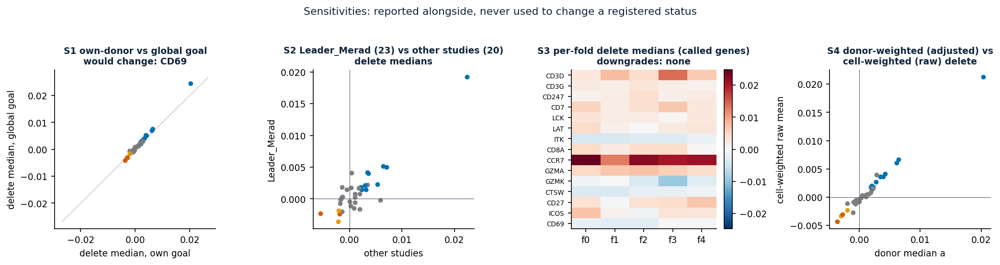 Sensitivities: reported alongside, never used to change a registered status
S1 own-donor vs global goal
would change: CD69
delete median, global goal
0.02
0.01
0.00
−0.01
−0.02
−0.02
0.00
0.02
delete median, own goal
S2 Leader_Merad (23) vs other studies (20)
delete medians
Leader_Merad
0.020
0.015
0.010
0.005
0.000
0.00
0.01
0.02
other studies
S3 per-fold delete medians (called genes)
downgrades: none
CD3D
CD3G
CD247
CD7
LCK
LAT
ITK
CD8A
CCR7
GZMA
GZMK
CTSW
CD27
ICOS
CD69
f0
f1
f2
f3
f4
0.02
0.01
0.00
−0.01
−0.02
S4 donor-weighted (adjusted) vs
cell-weighted (raw) delete
cell-weighted raw mean
0.020
0.015
0.010
0.005
0.000
−0.005
0.00
0.01
0.02
donor median a